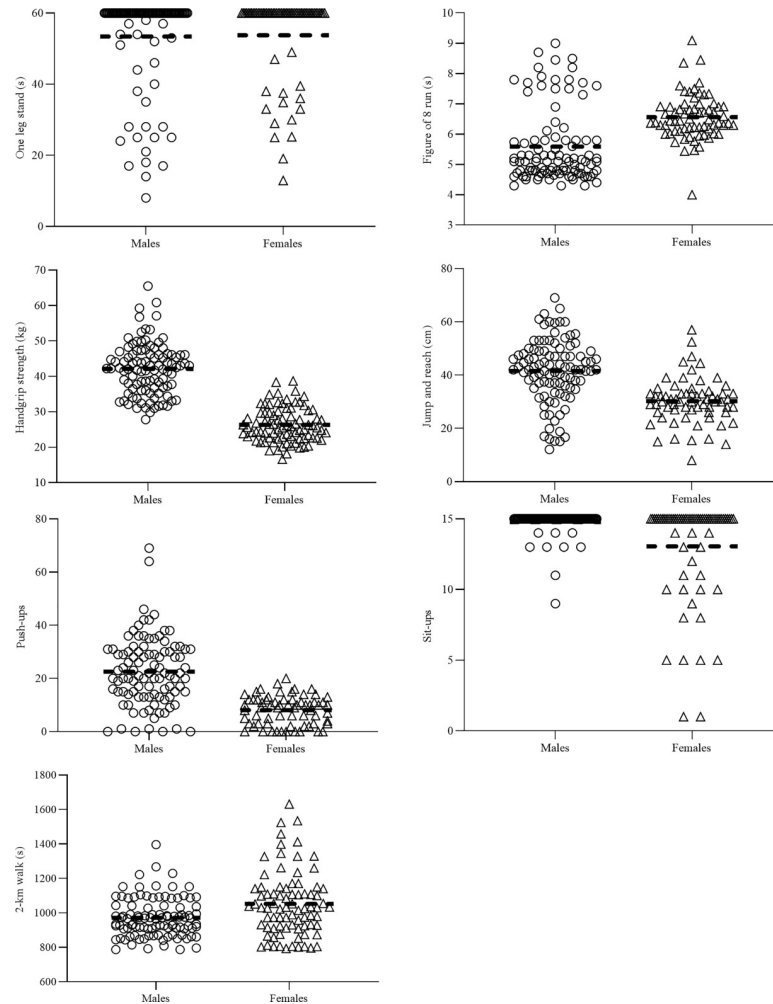 One leg stand (s)
60
40
20
0
Males
Females
Figure of 8 run (s)
10
9
8
7
6
5
4
3
Males
Females
Handgrip strength (kg)
70
60
50
40
30
20
10
Males
Females
Jump and reach (cm)
80
60
40
20
0
Males
Females
Push-ups
80
60
40
20
0
Males
Females
Sit-ups
15
10
5
0
Males
Females
2-km walk (s)
1800
1600
1400
1200
1000
800
600
Males
Females